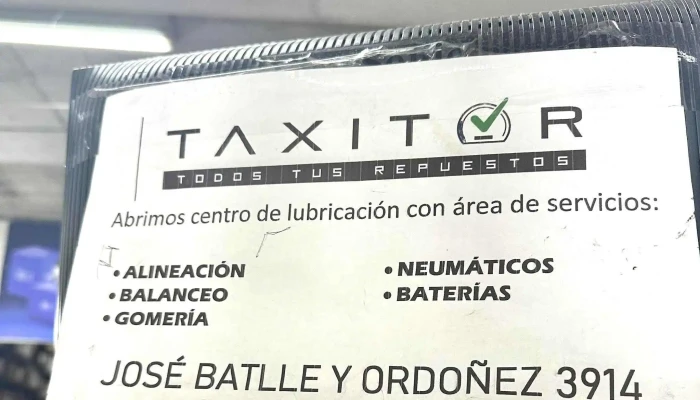 TAXITOR
TODOS TUS REPUESTOS
Abrimos centro de lubricación con área de servicios:
• ALINEACIÓN
• BALANCEO
• GOMERÍA
• NEUMÁTICOS
• BATERÍAS
JOSÉ BATLLE Y ORDOÑEZ 3914